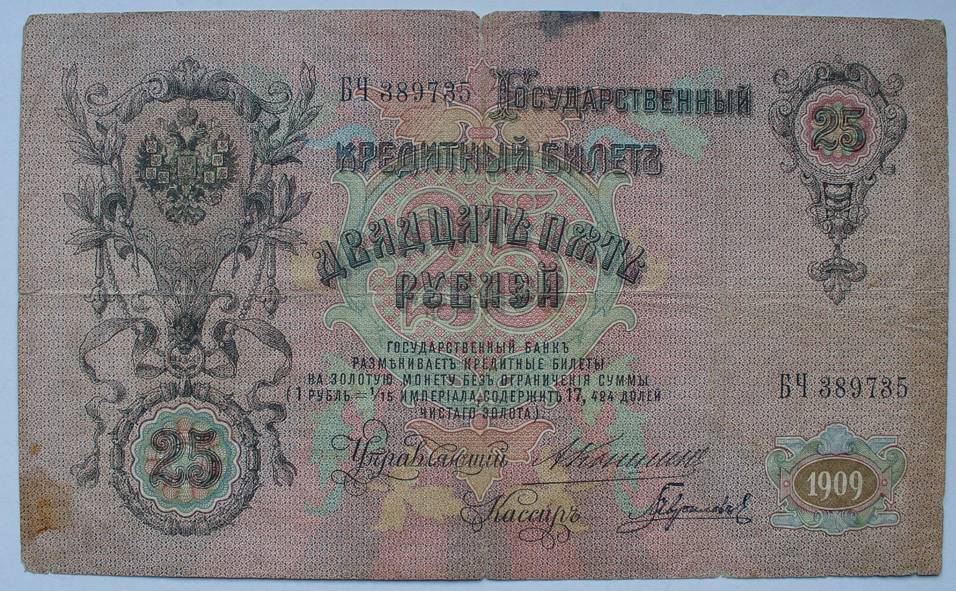 БЧ 389735
Государственный
25
Кредитный Билетъ
25
Двадцать пять
рублей
ГОСУДАРСТВЕННЫЙ БАНКЪ
РАЗМѢНИВАЕТЪ КРЕДИТНЫЕ БИЛЕТЫ
НА ЗОЛОТУЮ МОНЕТУ БЕЗЪ ОГРАНИЧЕНІЯ СУММЫ
(1 РУБЛЬ = 1/15 ИМПЕРІАЛА, СОДЕРЖИТЪ 17, 424 ДОЛЕЙ
ЧИСТАГО ЗОЛОТА).
БЧ 389735
Управляющій
25
1909
Кассиръ